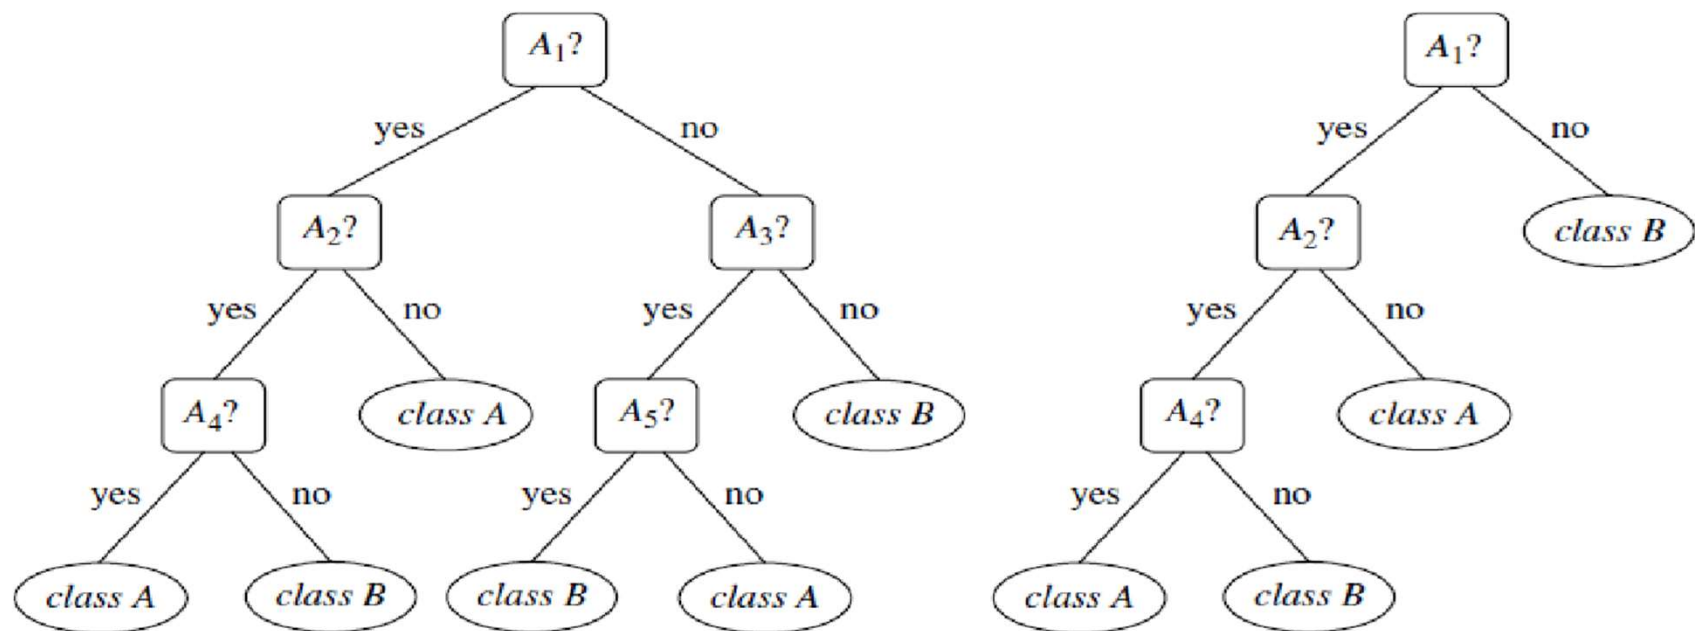 A₁? A₁?
yes no yes no
A₂? A₃? A₂? class B
yes no yes no yes no
A₄? class A A₅? class B A₄? class A
yes no yes no yes no
class A class B class B class A class A class B